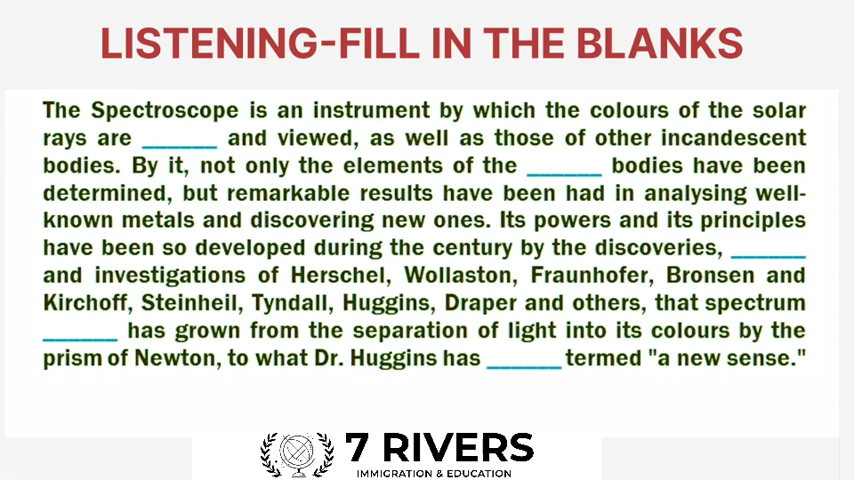 LISTENING-FILL IN THE BLANKS
The Spectroscope is an instrument by which the colours of the solar
rays are ______ and viewed, as well as those of other incandescent
bodies. By it, not only the elements of the ______ bodies have been
determined, but remarkable results have been had in analysing well-
known metals and discovering new ones. Its powers and its principles
have been so developed during the century by the discoveries, ______
and investigations of Herschel, Wollaston, Fraunhofer, Bronsen and
Kirchoff, Steinheil, Tyndall, Huggins, Draper and others, that spectrum
______ has grown from the separation of light into its colours by the
prism of Newton, to what Dr. Huggins has ______ termed "a new sense."
7 RIVERS
IMMIGRATION & EDUCATION